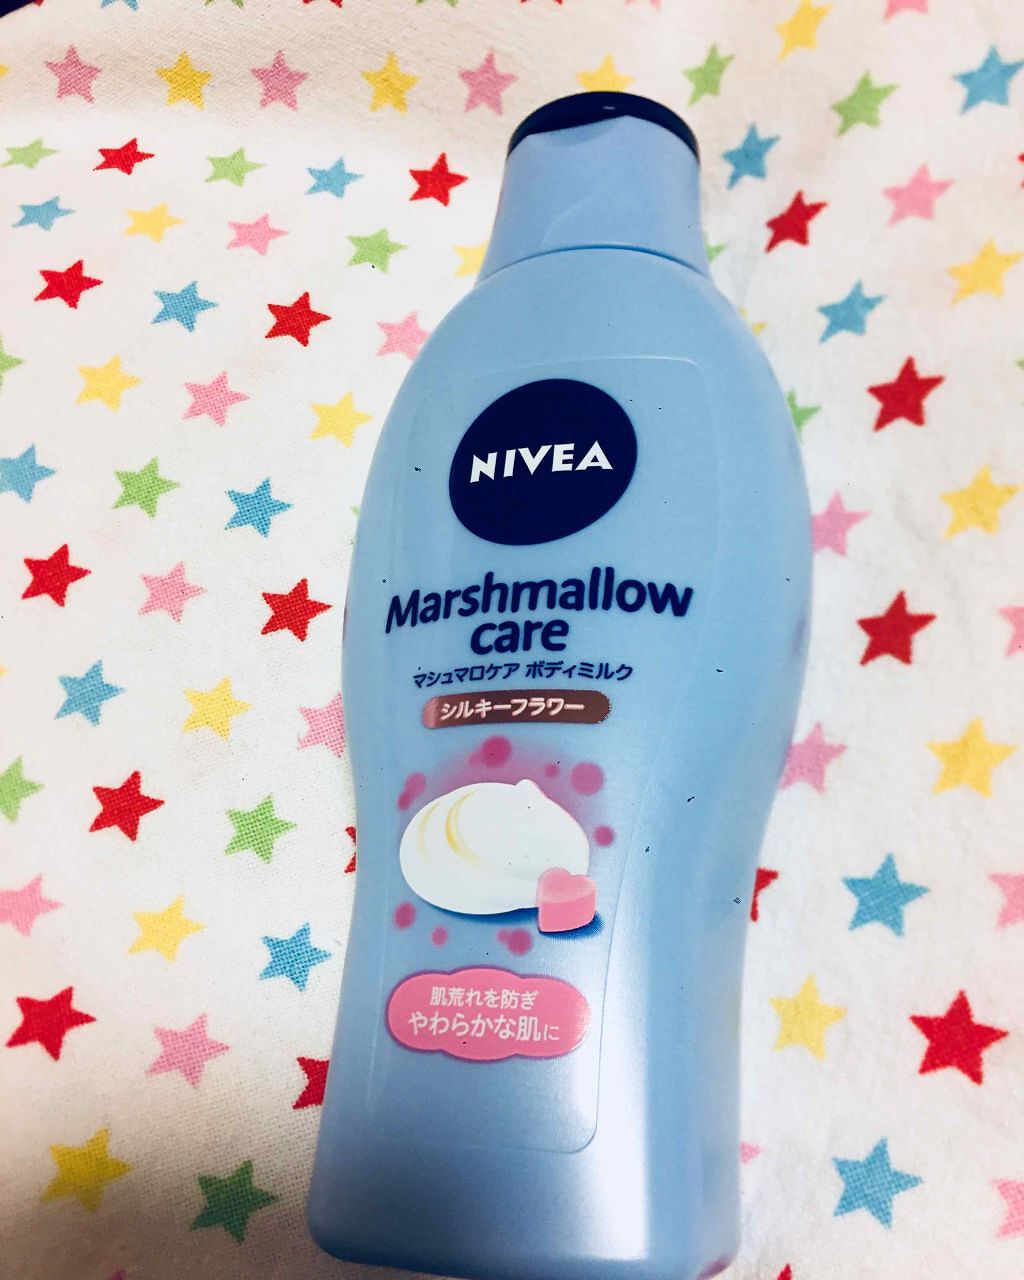 NIVEA
Marshmallow
care
マシュマロケア ボディミルク
シルキーフラワー
肌荒れを防ぎ
やわらかな肌に